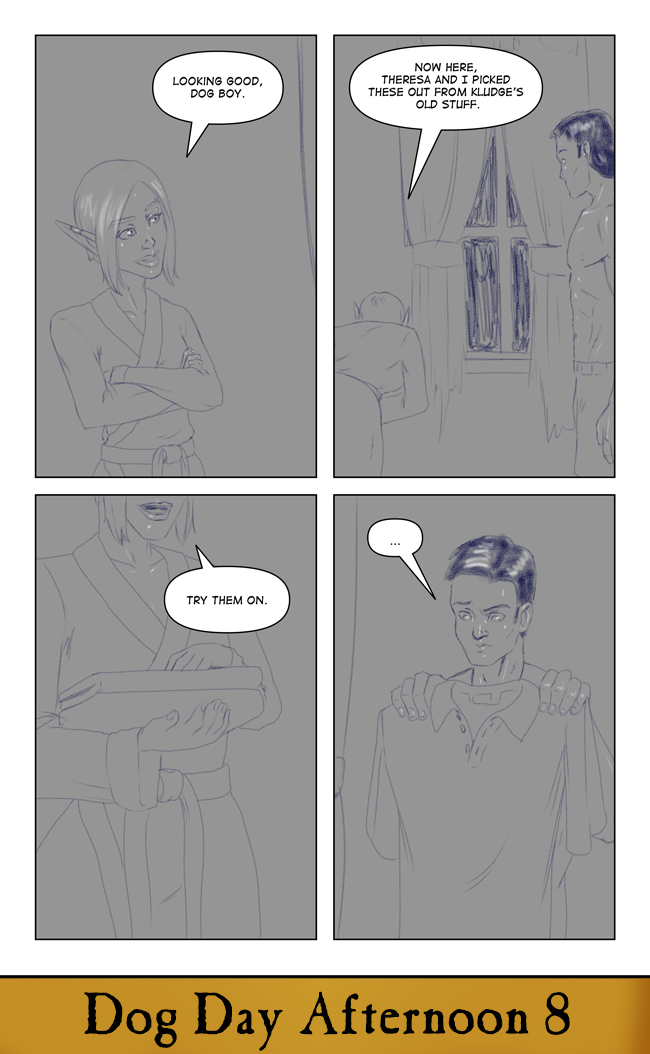 LOOKING GOOD,
DOG BOY.
NOW HERE,
THERESA AND I PICKED
THESE OUT FROM KLUDGE'S
OLD STUFF.
TRY THEM ON.
...
Dog Day Afternoon 8